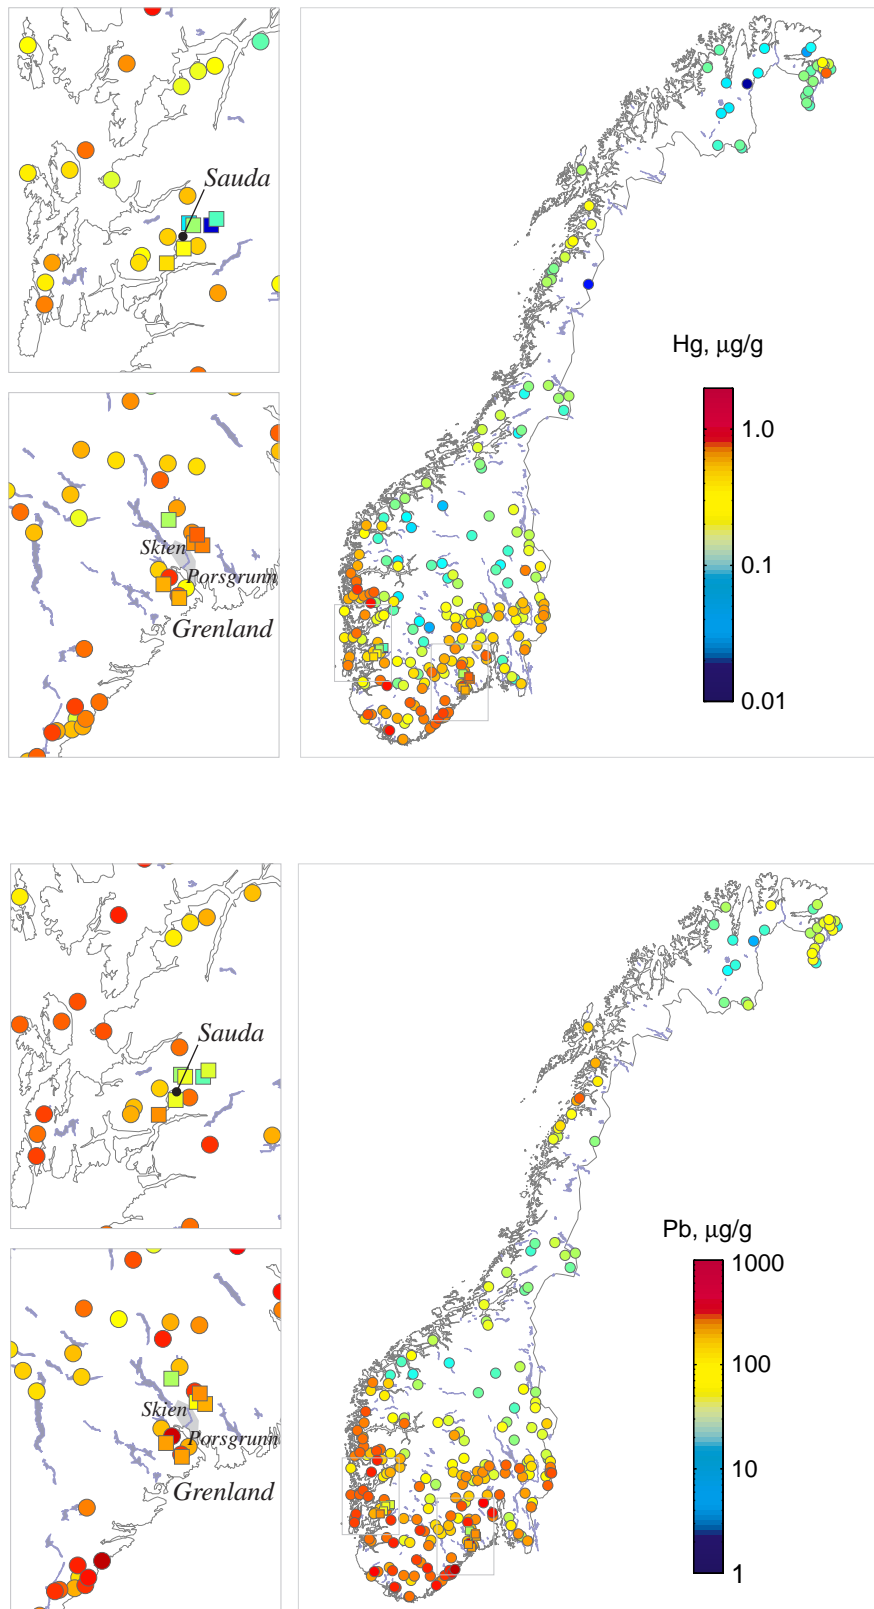 Sauda
Skien
Porsgrunn
Grenland
Hg, μg/g
1.0
0.1
0.01
Sauda
Skien
Porsgrunn
Grenland
Pb, μg/g
1000
100
10
1